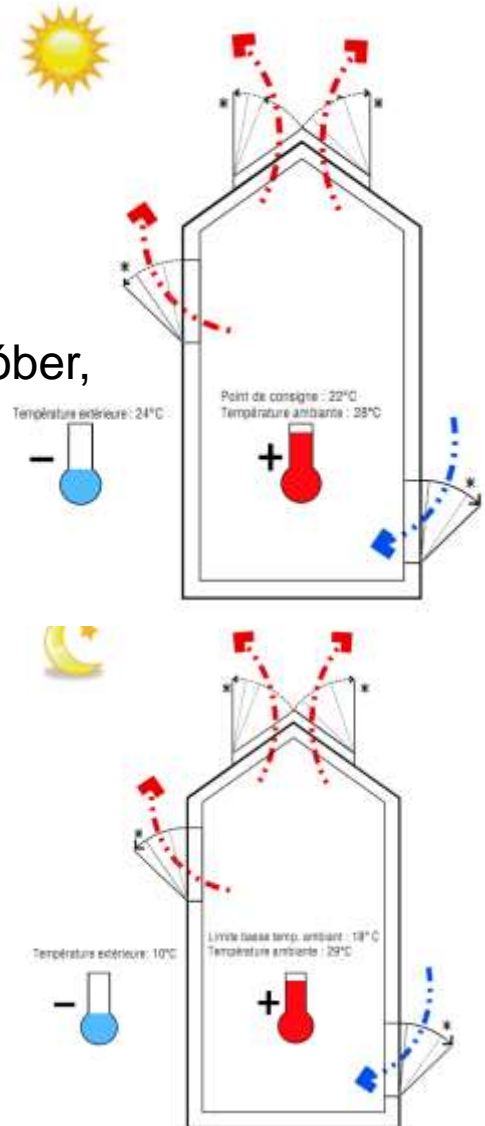 óber,
Point de consigne : 22°C
Température extérieure : 24°C
Température ambiante : 28°C
- +
* * * *
Limite basse temp. ambiant : 18° C
Température extérieure: 10°C
Température ambiante : 29°C
- +
* * * *